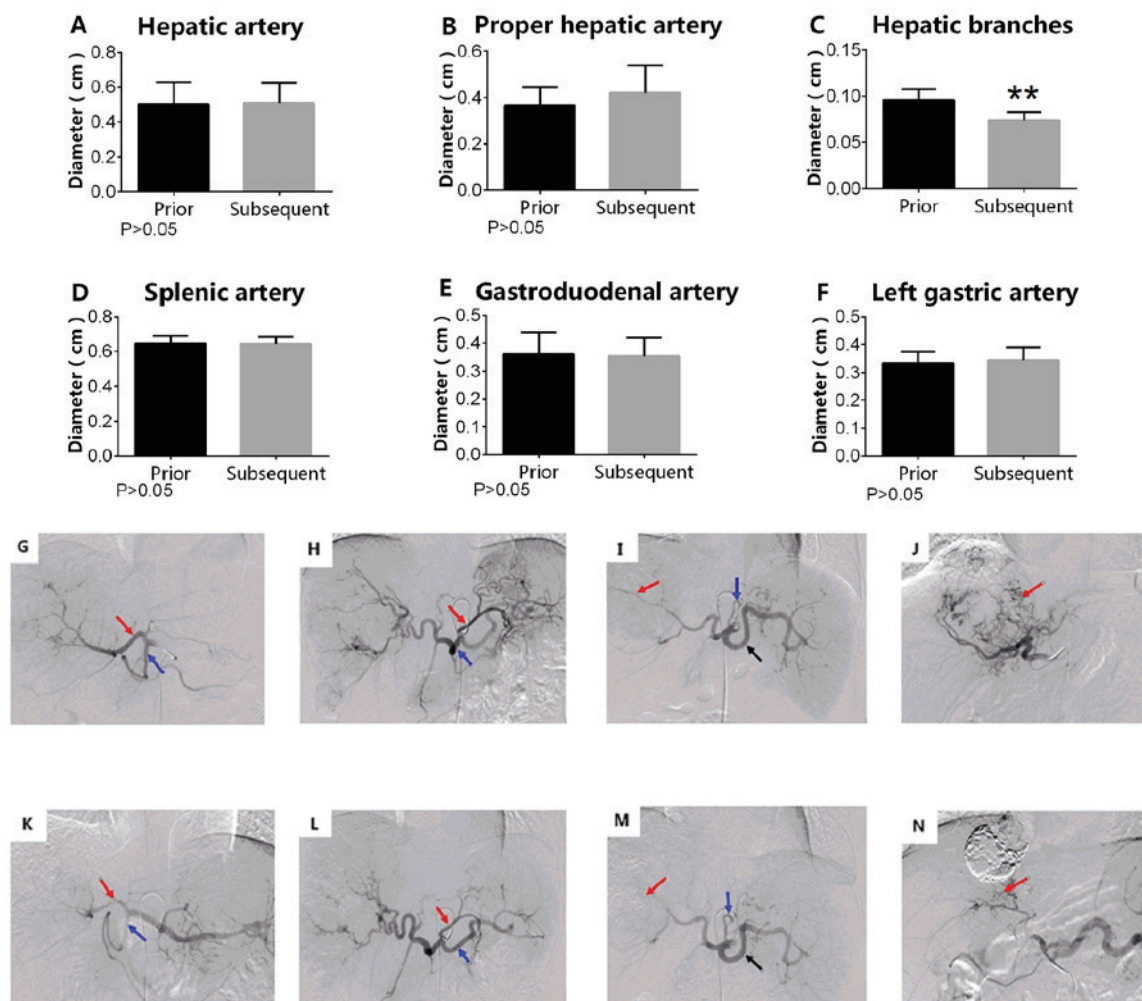 A Hepatic artery
Diameter ( cm )
0.8
0.6
0.4
0.2
0.0
Prior Subsequent
P>0.05
B Proper hepatic artery
Diameter ( cm )
0.6
0.4
0.2
0.0
Prior Subsequent
P>0.05
C Hepatic branches
Diameter ( cm )
0.15
0.10
0.05
0.00
**
Prior Subsequent
D Splenic artery
Diameter ( cm )
0.8
0.6
0.4
0.2
0.0
Prior Subsequent
P>0.05
E Gastroduodenal artery
Diameter ( cm )
0.5
0.4
0.3
0.2
0.1
0.0
Prior Subsequent
P>0.05
F Left gastric artery
Diameter ( cm )
0.5
0.4
0.3
0.2
0.1
0.0
Prior Subsequent
P>0.05
G
H
I
J
K
L
M
N